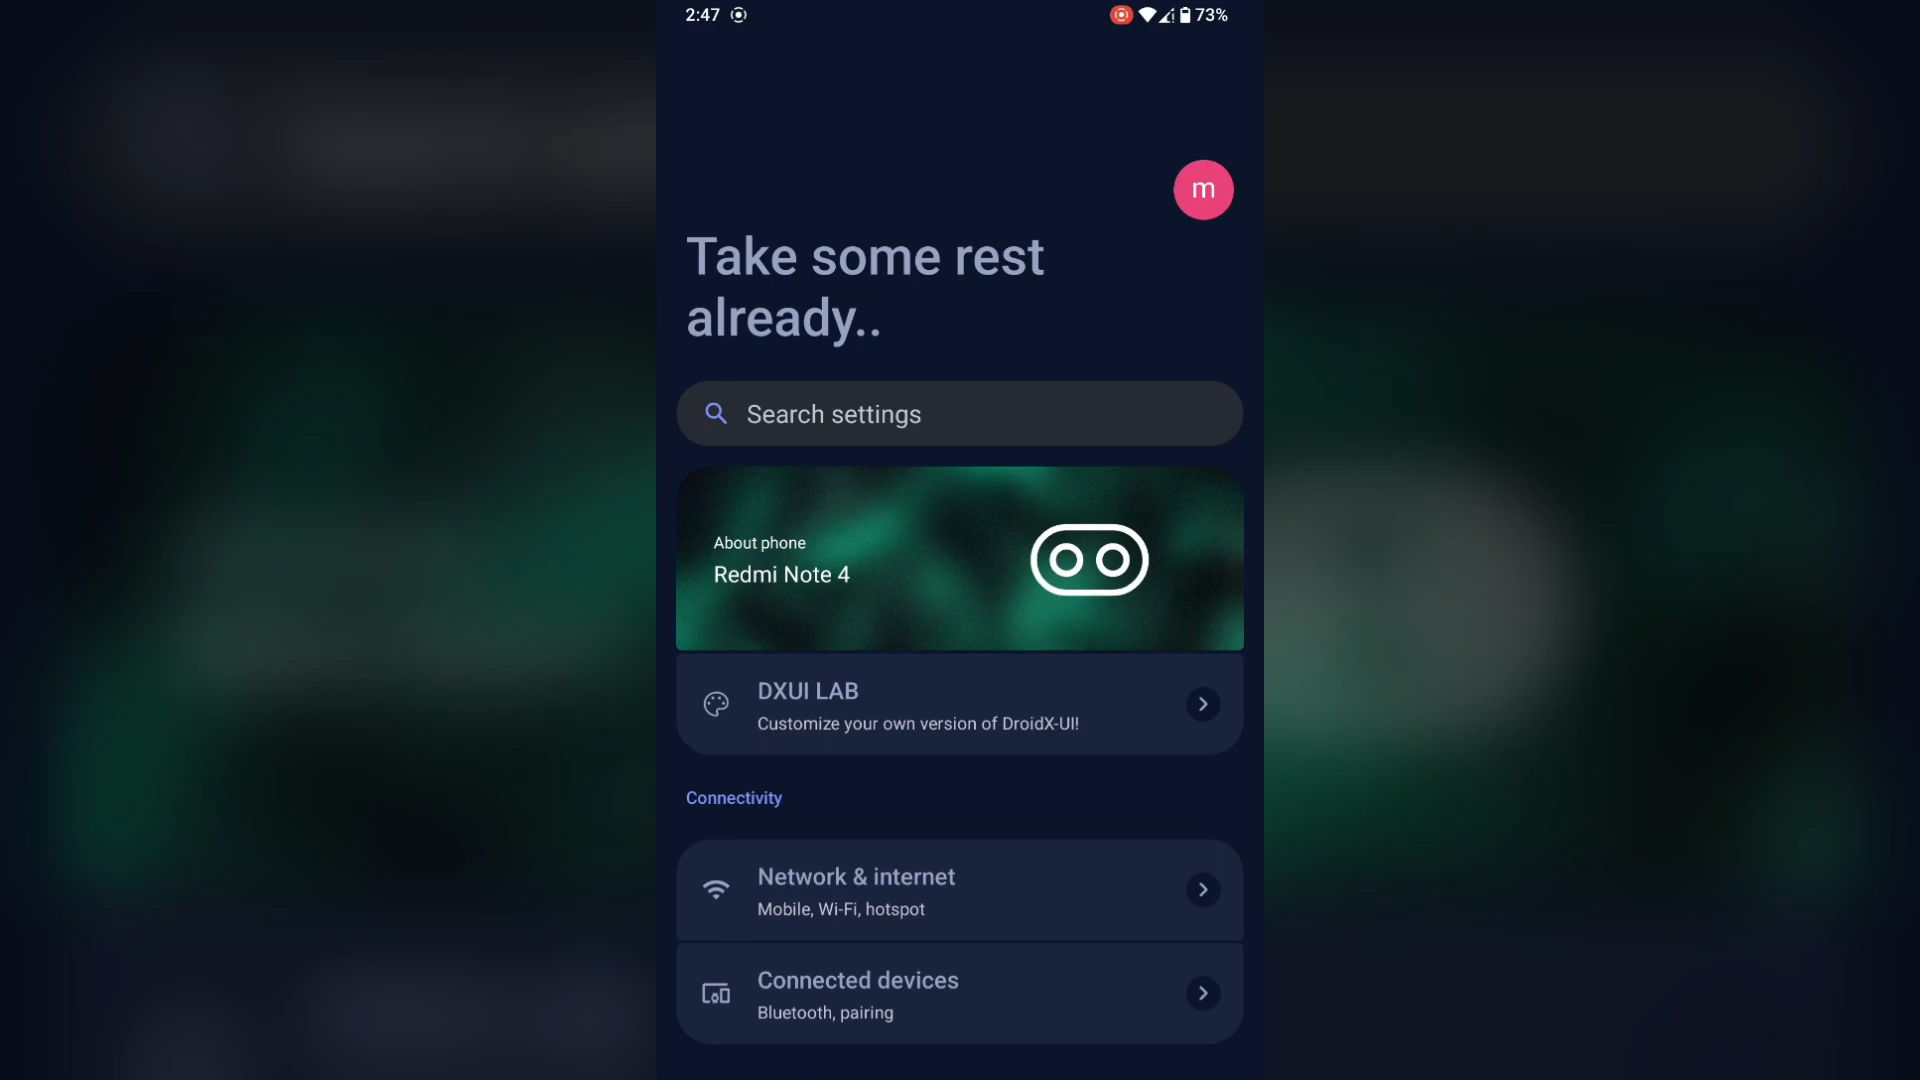 2:47
73%
m
Take some rest
already..
Search settings
About phone
Redmi Note 4
DXUI LAB
Customize your own version of DroidX-UI!
Connectivity
Network & internet
Mobile, Wi-Fi, hotspot
Connected devices
Bluetooth, pairing